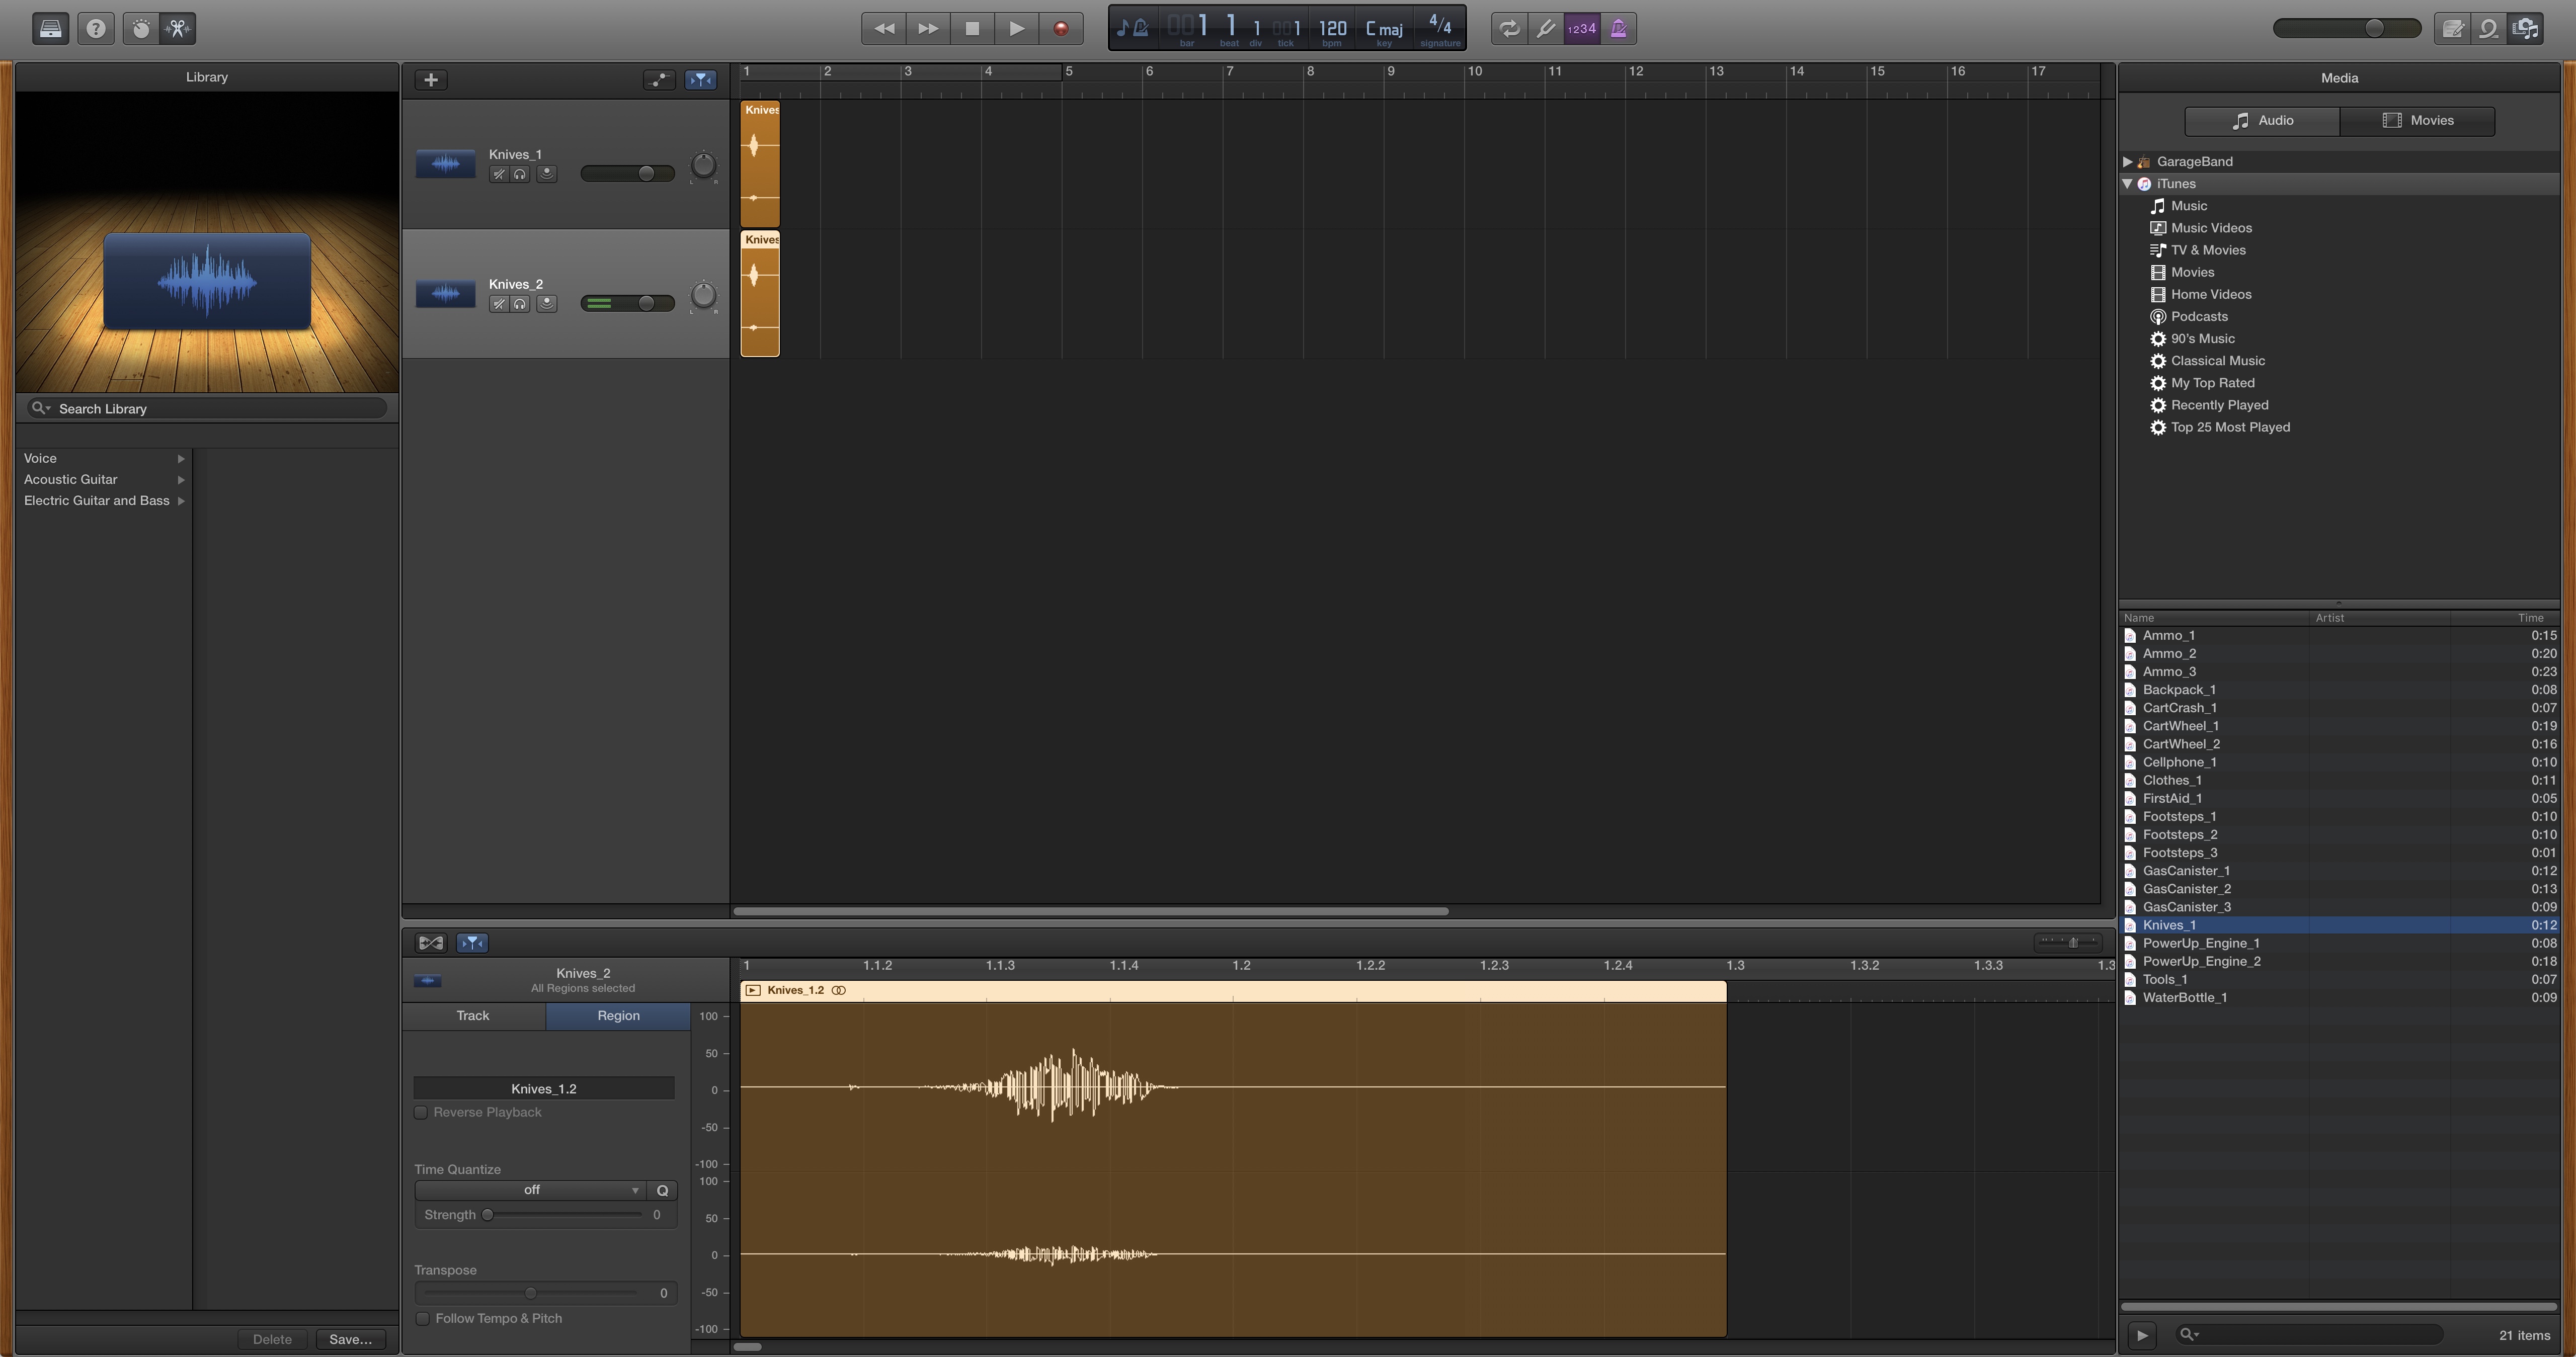 ?
1 1 1 1 120 C maj 4/4
bar beat div tick bpm key signature
1234
Library
Search Library
Voice
Acoustic Guitar
Electric Guitar and Bass
Delete Save...
1 2 3 4 5 6 7 8 9 10 11 12 13 14 15 16 17
Knives_1
L R
Knives
Knives_2
L R
Knives
Knives_2
All Regions selected
Track Region
Knives_1.2
Reverse Playback
Time Quantize
off Q
Strength 0
Transpose
0
Follow Tempo & Pitch
1 1.1.2 1.1.3 1.1.4 1.2 1.2.2 1.2.3 1.2.4 1.3 1.3.2 1.3.3 1.3
Knives_1.2
100
50
0
-50
-100
100
50
0
-50
-100
Media
Audio Movies
GarageBand
iTunes
Music
Music Videos
TV & Movies
Movies
Home Videos
Podcasts
90's Music
Classical Music
My Top Rated
Recently Played
Top 25 Most Played
Name Artist Time
Ammo_1 0:15
Ammo_2 0:20
Ammo_3 0:23
Backpack_1 0:08
CartCrash_1 0:07
CartWheel_1 0:19
CartWheel_2 0:16
Cellphone_1 0:10
Clothes_1 0:11
FirstAid_1 0:05
Footsteps_1 0:10
Footsteps_2 0:10
Footsteps_3 0:01
GasCanister_1 0:12
GasCanister_2 0:13
GasCanister_3 0:09
Knives_1 0:12
PowerUp_Engine_1 0:08
PowerUp_Engine_2 0:18
Tools_1 0:07
WaterBottle_1 0:09
21 items